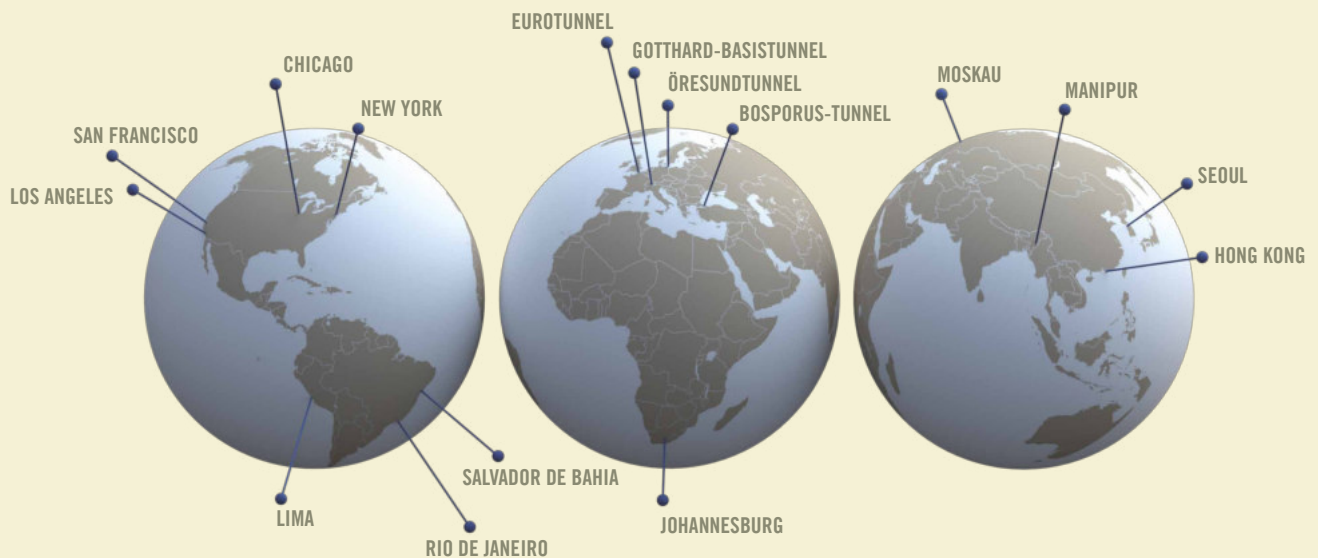 EUROTUNNEL
GOTTHARD-BASISTUNNEL
CHICAGO
ÖRESUNDTUNNEL
MOSKAU
MANIPUR
NEW YORK
BOSPORUS-TUNNEL
SAN FRANCISCO
SEOUL
LOS ANGELES
HONG KONG
SALVADOR DE BAHIA
LIMA
JOHANNESBURG
RIO DE JANEIRO